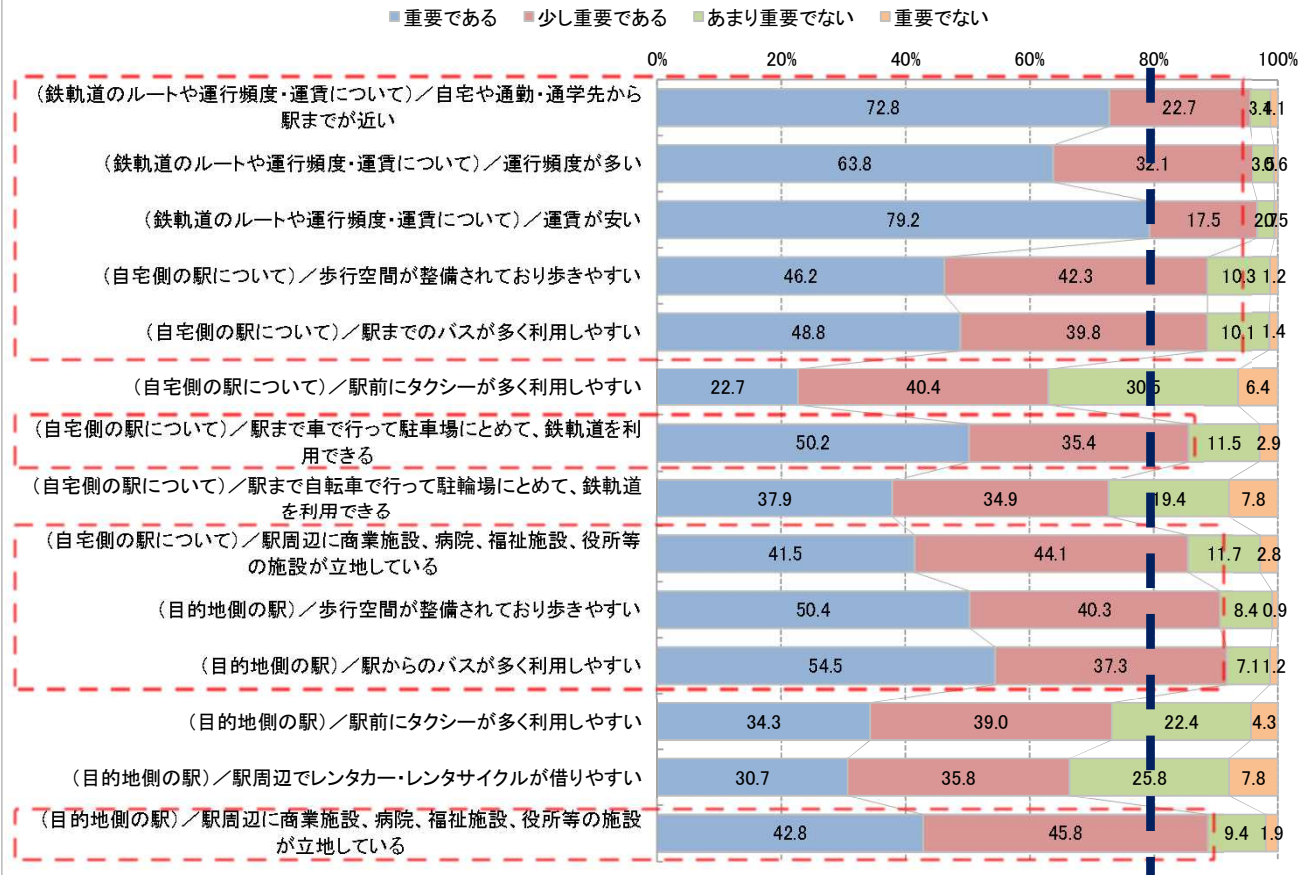 重要である 少し重要である あまり重要でない 重要でない
0% 20% 40% 60% 80% 100%
(鉄軌道のルートや運行頻度・運賃について)／自宅や通勤・通学先から
駅までが近い
72.8 22.7 3.4 1.1
(鉄軌道のルートや運行頻度・運賃について)／運行頻度が多い
63.8 32.1 3.5 0.6
(鉄軌道のルートや運行頻度・運賃について)／運賃が安い
79.2 17.5 2.7 0.5
(自宅側の駅について)／歩行空間が整備されており歩きやすい
46.2 42.3 10.3 1.2
(自宅側の駅について)／駅までのバスが多く利用しやすい
48.8 39.8 10.1 1.4
(自宅側の駅について)／駅前にタクシーが多く利用しやすい
22.7 40.4 30.5 6.4
(自宅側の駅について)／駅まで車で行って駐車場にとめて、鉄軌道を利
用できる
50.2 35.4 11.5 2.9
(自宅側の駅について)／駅まで自転車で行って駐輪場にとめて、鉄軌道
を利用できる
37.9 34.9 19.4 7.8
(自宅側の駅について)／駅周辺に商業施設、病院、福祉施設、役所等
の施設が立地している
41.5 44.1 11.7 2.8
(目的地側の駅)／歩行空間が整備されており歩きやすい
50.4 40.3 8.4 0.9
(目的地側の駅)／駅からのバスが多く利用しやすい
54.5 37.3 7.1 1.2
(目的地側の駅)／駅前にタクシーが多く利用しやすい
34.3 39.0 22.4 4.3
(目的地側の駅)／駅周辺でレンタカー・レンタサイクルが借りやすい
30.7 35.8 25.8 7.8
(目的地側の駅)／駅周辺に商業施設、病院、福祉施設、役所等の施設
が立地している
42.8 45.8 9.4 1.9